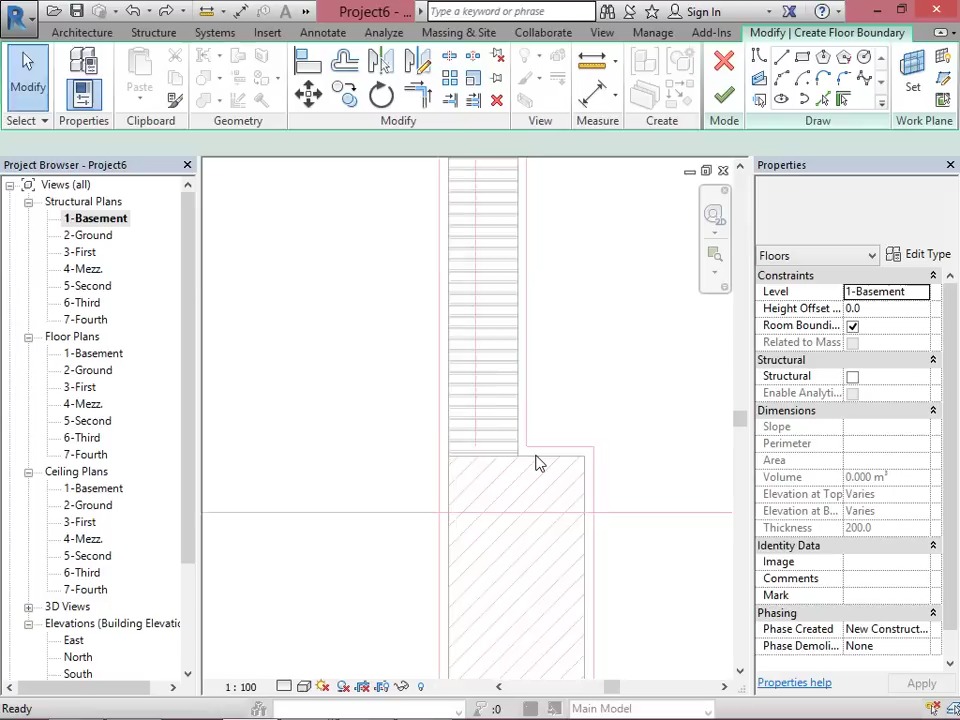 Project6 - ...
Type a keyword or phrase
Sign In
Architecture
Structure
Systems
Insert
Annotate
Analyze
Massing & Site
Collaborate
View
Manage
Add-Ins
Modify | Create Floor Boundary
Modify
Paste
Set
Select
Properties
Clipboard
Geometry
Modify
View
Measure
Create
Mode
Draw
Work Plane
Project Browser - Project6
Views (all)
Structural Plans
1-Basement
2-Ground
3-First
4-Mezz.
5-Second
6-Third
7-Fourth
Floor Plans
1-Basement
2-Ground
3-First
4-Mezz.
5-Second
6-Third
7-Fourth
Ceiling Plans
1-Basement
2-Ground
3-First
4-Mezz.
5-Second
6-Third
7-Fourth
3D Views
Elevations (Building Elevatio
East
North
South
2D
Properties
Floors
Edit Type
Constraints
Level 1-Basement
Height Offset ... 0.0
Room Boundi...
Related to Mass
Structural
Structural
Enable Analyti...
Dimensions
Slope
Perimeter
Area
Volume 0.000 m³
Elevation at Top Varies
Elevation at B... Varies
Thickness 200.0
Identity Data
Image
Comments
Mark
Phasing
Phase Created New Construct...
Phase Demoli... None
Properties help
Apply
1 : 100
Ready
:0
Main Model